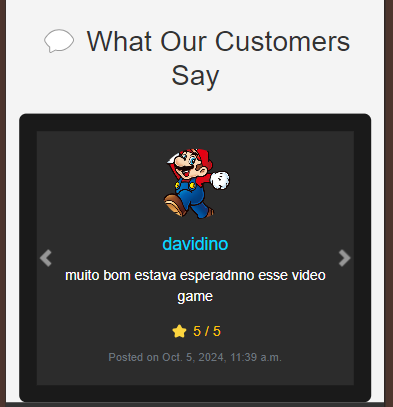 What Our Customers
Say
davidino
muito bom estava esperadnno esse video
game
5 / 5
Posted on Oct. 5, 2024, 11:39 a.m.